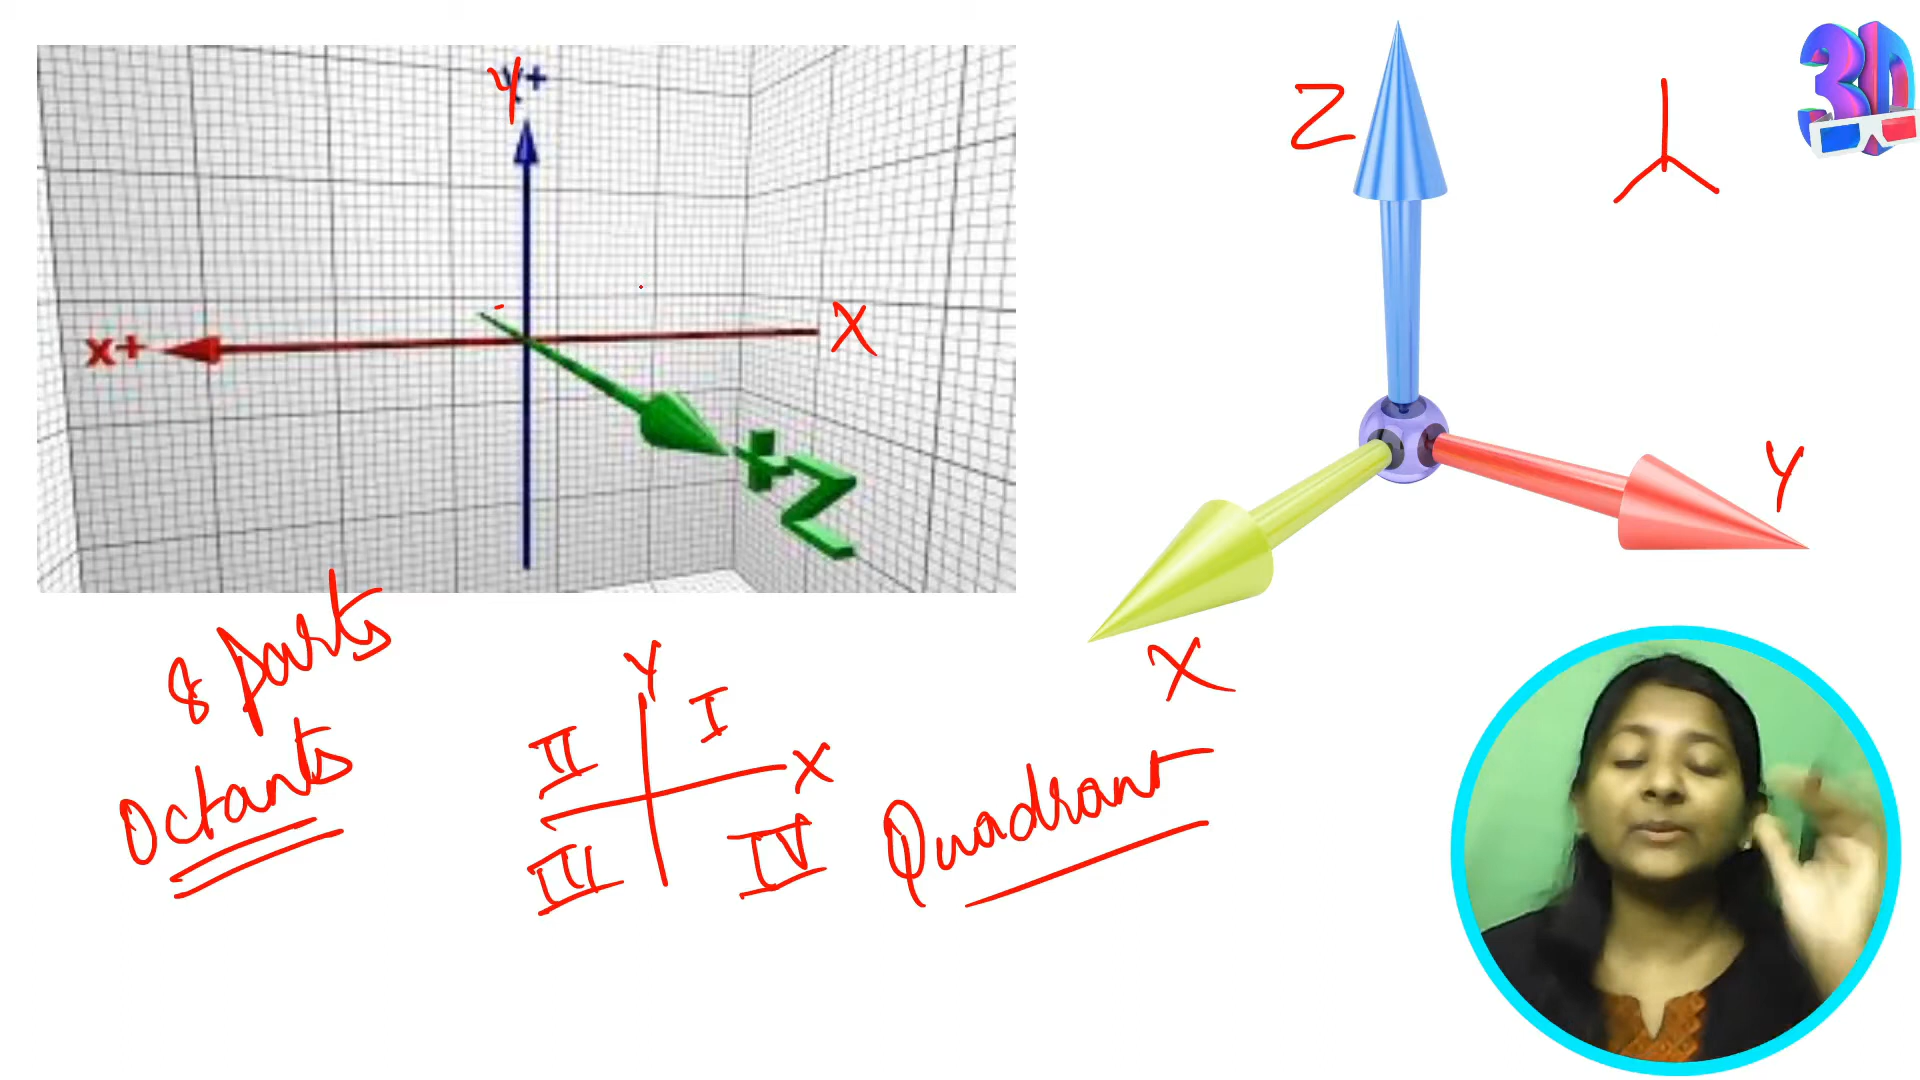 Y
Y+
X+
X
+Z
Z
Y
X
3D
8 parts
Octants
Y
I
II
X
III
IV
Quadrant